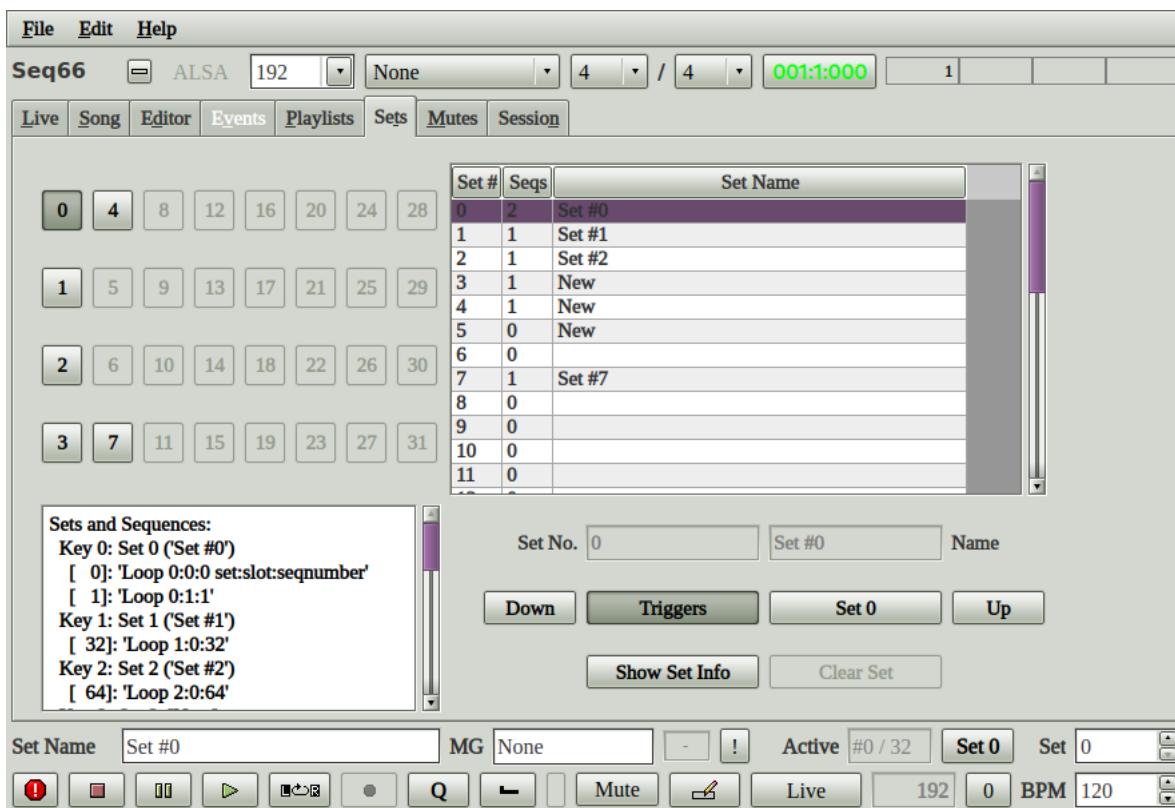 File Edit Help
Seq66 ALSA 192 None 4 / 4 001:1:000 1
Live Song Editor Events Playlists Sets Mutes Session
0 4 8 12 16 20 24 28
1 5 9 13 17 21 25 29
2 6 10 14 18 22 26 30
3 7 11 15 19 23 27 31
Set # Seqs Set Name
0 2 Set #0
1 1 Set #1
2 1 Set #2
3 1 New
4 1 New
5 0 New
6 0
7 1 Set #7
8 0
9 0
10 0
11 0
Sets and Sequences:
Key 0: Set 0 ('Set #0')
[ 0]: 'Loop 0:0:0 set:slot:seqnumber'
[ 1]: 'Loop 0:1:1'
Key 1: Set 1 ('Set #1')
[ 32]: 'Loop 1:0:32'
Key 2: Set 2 ('Set #2')
[ 64]: 'Loop 2:0:64'
Set No. 0 Set #0 Name
Down Triggers Set 0 Up
Show Set Info Clear Set
Set Name Set #0 MG None - ! Active #0 / 32 Set 0 Set 0
L R Q Mute Live 192 0 BPM 120